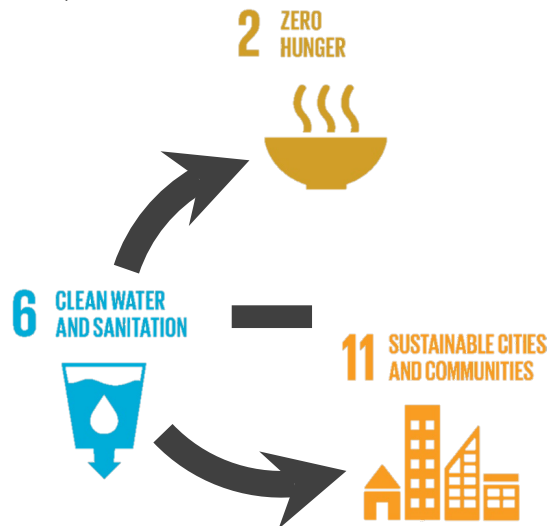 2 ZERO
HUNGER
6 CLEAN WATER
AND SANITATION
11 SUSTAINABLE CITIES
AND COMMUNITIES